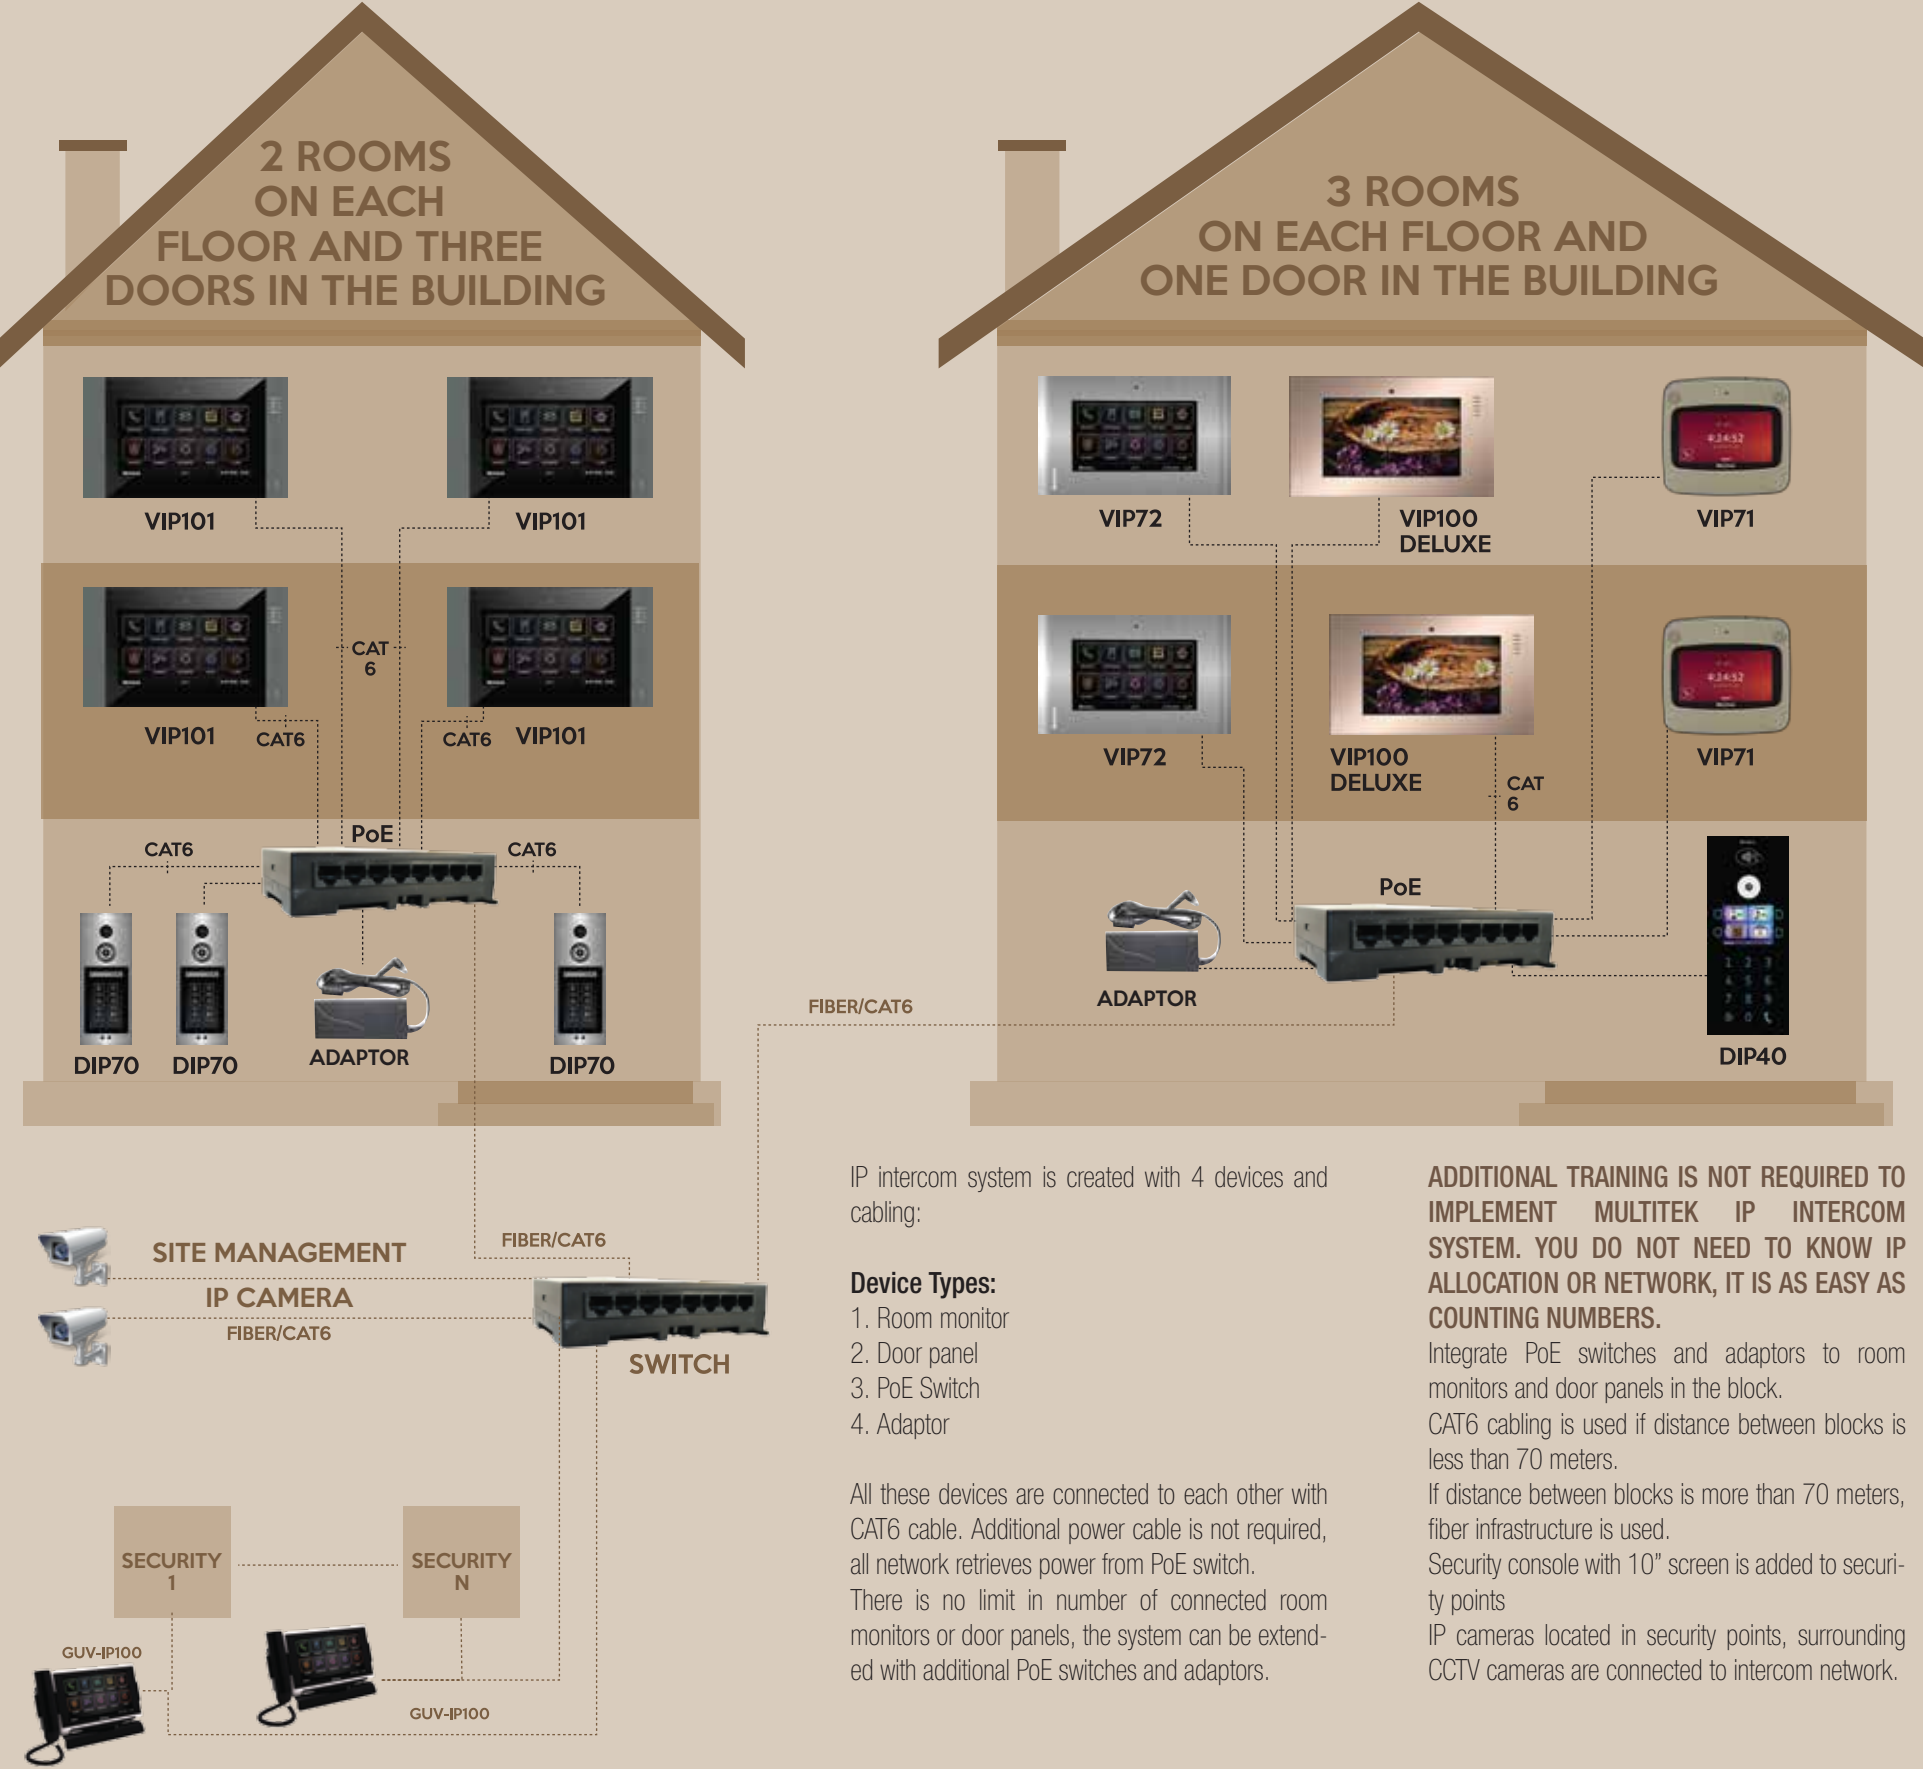 2 ROOMS
ON EACH
FLOOR AND THREE
DOORS IN THE BUILDING
VIP101
VIP101
CAT
6
VIP101
CAT6
CAT6
VIP101
PoE
CAT6
CAT6
DIP70
DIP70
ADAPTOR
DIP70
3 ROOMS
ON EACH FLOOR AND
ONE DOOR IN THE BUILDING
VIP72
VIP100
DELUXE
VIP71
VIP72
VIP100
DELUXE
VIP71
CAT
6
PoE
ADAPTOR
DIP40
FIBER/CAT6
FIBER/CAT6
SITE MANAGEMENT
IP CAMERA
FIBER/CAT6
SWITCH
SECURITY
1
SECURITY
N
GUV-IP100
GUV-IP100
IP intercom system is created with 4 devices and
cabling:
Device Types:
1. Room monitor
2. Door panel
3. PoE Switch
4. Adaptor
All these devices are connected to each other with
CAT6 cable. Additional power cable is not required,
all network retrieves power from PoE switch.
There is no limit in number of connected room
monitors or door panels, the system can be extend-
ed with additional PoE switches and adaptors.
ADDITIONAL TRAINING IS NOT REQUIRED TO
IMPLEMENT MULTITEK IP INTERCOM
SYSTEM. YOU DO NOT NEED TO KNOW IP
ALLOCATION OR NETWORK, IT IS AS EASY AS
COUNTING NUMBERS.
Integrate PoE switches and adaptors to room
monitors and door panels in the block.
CAT6 cabling is used if distance between blocks is
less than 70 meters.
If distance between blocks is more than 70 meters,
fiber infrastructure is used.
Security console with 10” screen is added to securi-
ty points
IP cameras located in security points, surrounding
CCTV cameras are connected to intercom network.